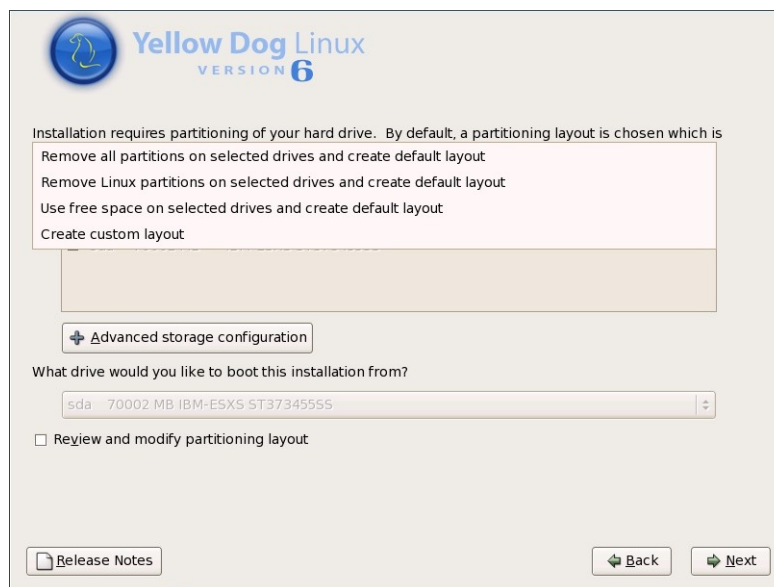 Yellow Dog Linux
VERSION 6
Installation requires partitioning of your hard drive. By default, a partitioning layout is chosen which is
Remove all partitions on selected drives and create default layout
Remove Linux partitions on selected drives and create default layout
Use free space on selected drives and create default layout
Create custom layout
Advanced storage configuration
What drive would you like to boot this installation from?
sda 70002 MB IBM-ESXS ST373455SS
Review and modify partitioning layout
Release Notes
Back
Next